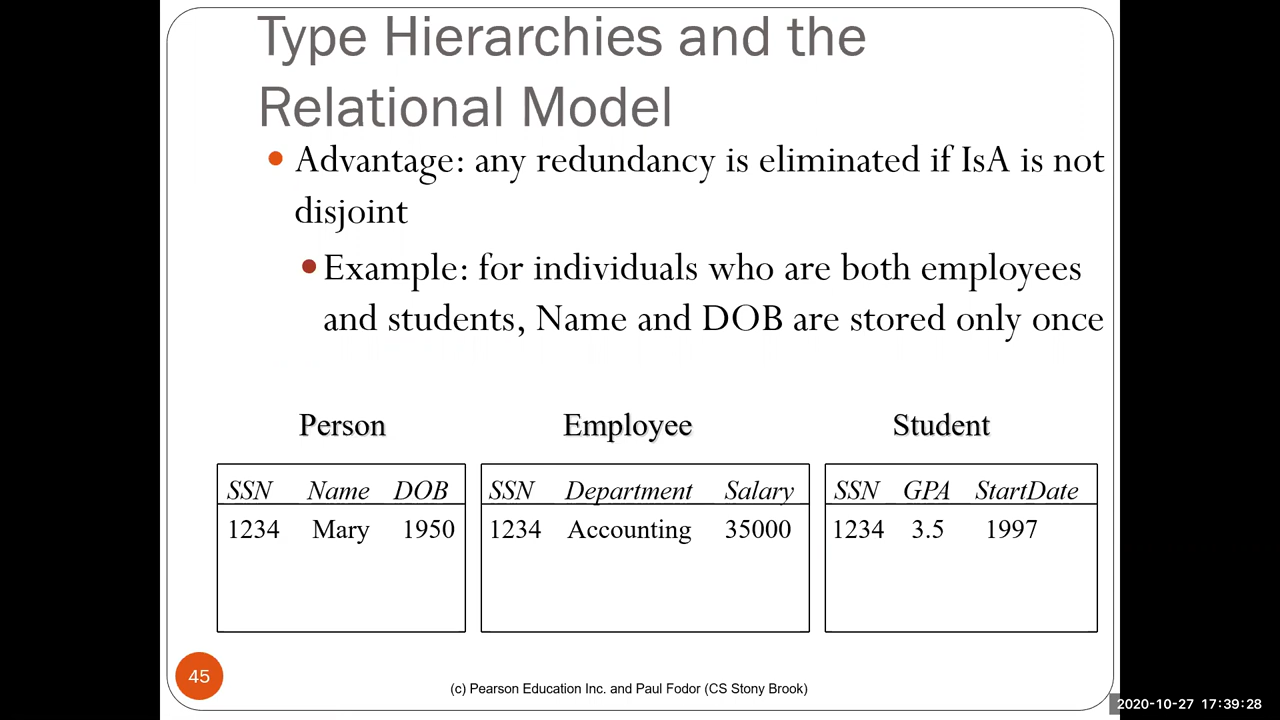 Type Hierarchies and the
Relational Model
Advantage: any redundancy is eliminated if IsA is not
disjoint
Example: for individuals who are both employees
and students, Name and DOB are stored only once
Person Employee Student
SSN Name DOB SSN Department Salary SSN GPA StartDate
1234 Mary 1950 1234 Accounting 35000 1234 3.5 1997
45
(c) Pearson Education Inc. and Paul Fodor (CS Stony Brook)
2020-10-27 17:39:28